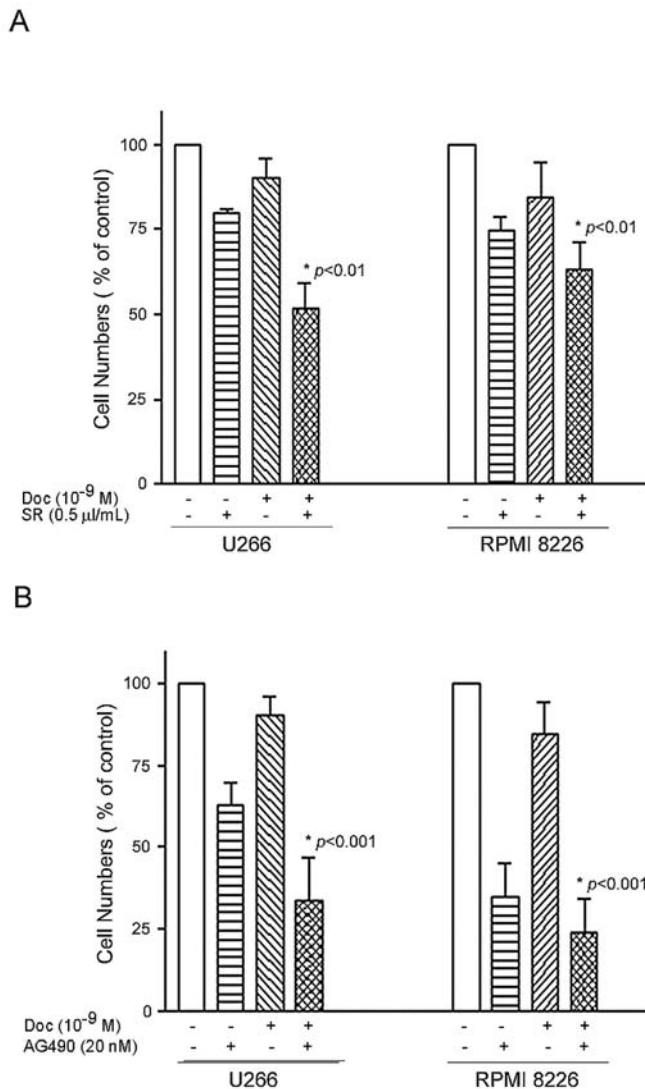 A
Cell Numbers ( % of control)
100
75
50
25
0
* p<0.01
* p<0.01
Doc (10⁻⁹ M) - - + + - - + +
SR (0.5 µl/mL) - + - + - + - +
U266 RPMI 8226
B
Cell Numbers ( % of control)
100
75
50
25
0
* p<0.001
* p<0.001
Doc (10⁻⁹ M) - - + + - - + +
AG490 (20 nM) - + - + - + - +
U266 RPMI 8226